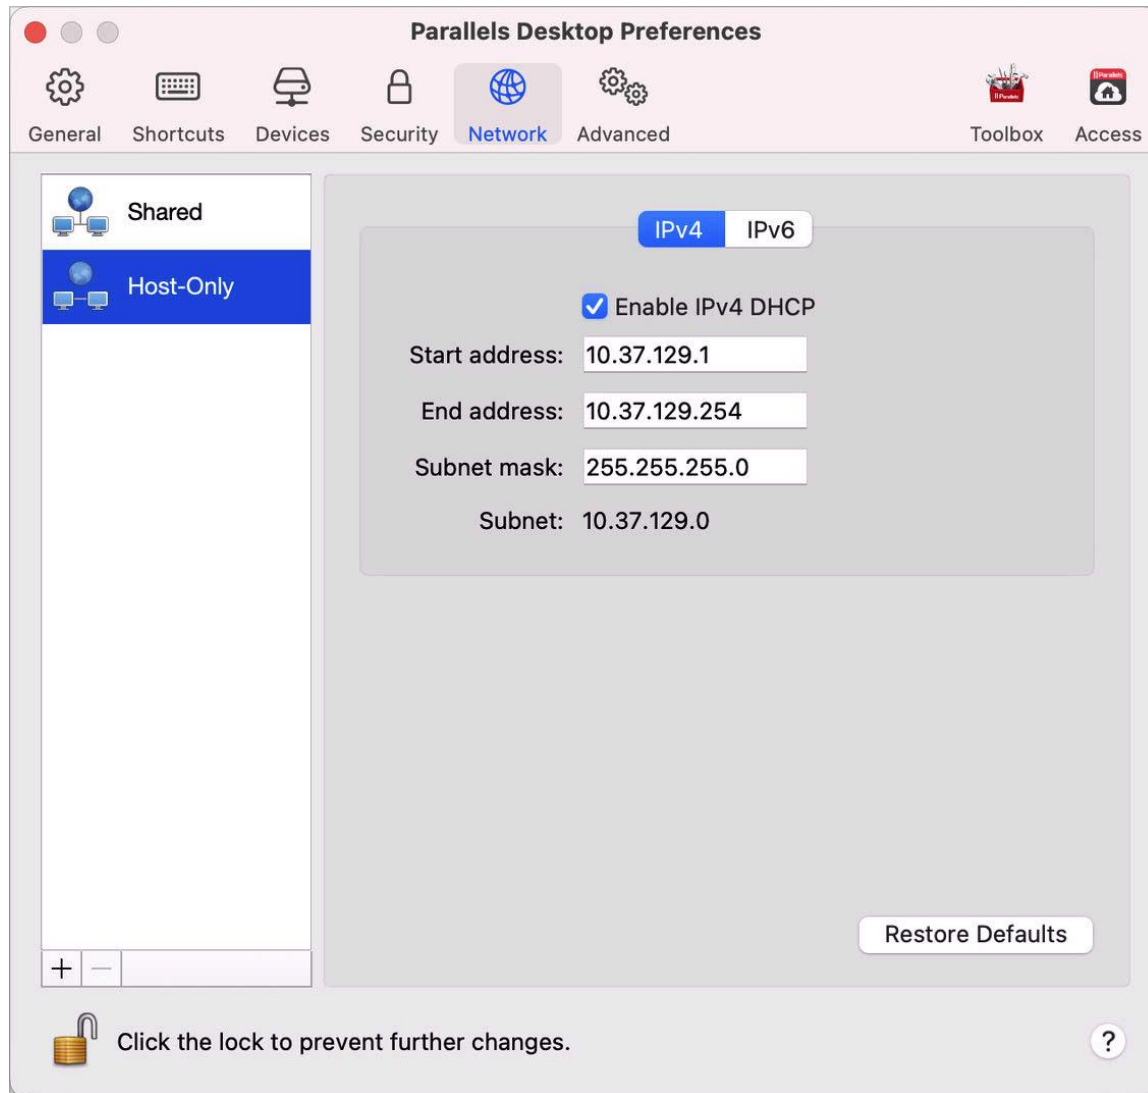 Parallels Desktop Preferences
General Shortcuts Devices Security Network Advanced Toolbox Access
Shared
Host-Only
IPv4 IPv6
Enable IPv4 DHCP
Start address: 10.37.129.1
End address: 10.37.129.254
Subnet mask: 255.255.255.0
Subnet: 10.37.129.0
Restore Defaults
+ −
Click the lock to prevent further changes. ?